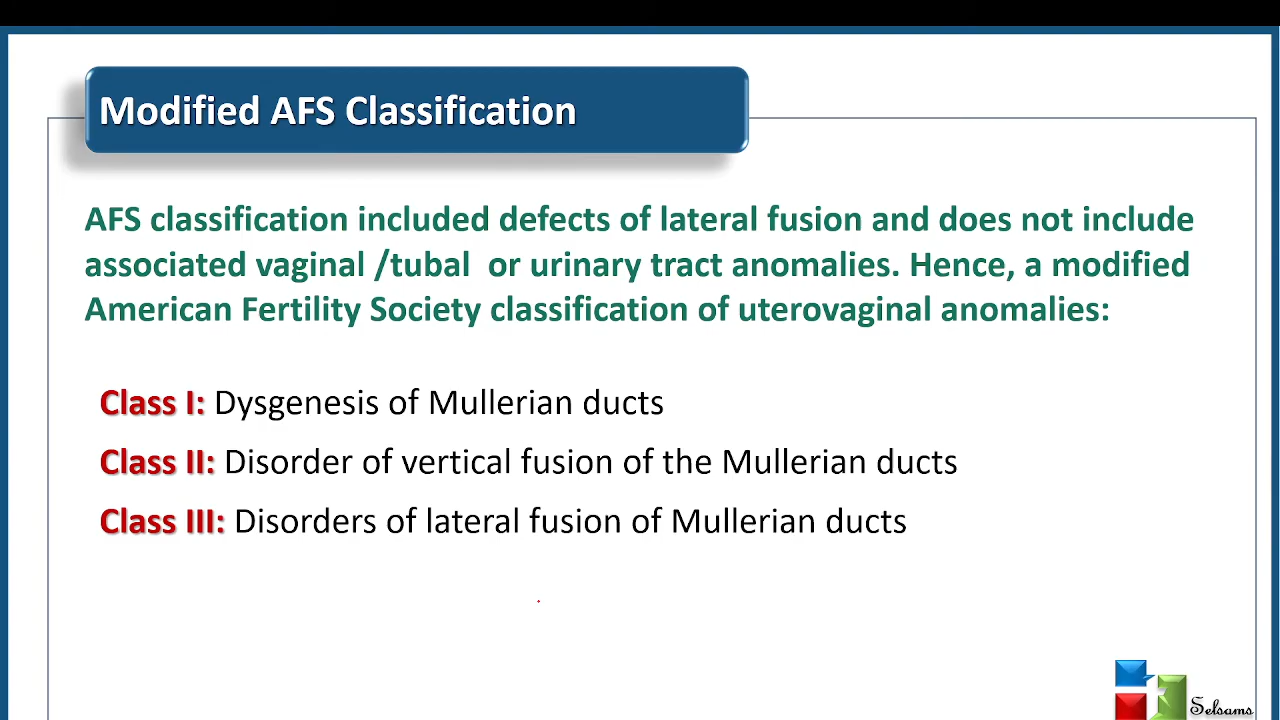 Modified AFS Classification
AFS classification included defects of lateral fusion and does not include
associated vaginal /tubal or urinary tract anomalies. Hence, a modified
American Fertility Society classification of uterovaginal anomalies:
Class I: Dysgenesis of Mullerian ducts
Class II: Disorder of vertical fusion of the Mullerian ducts
Class III: Disorders of lateral fusion of Mullerian ducts
Selsams